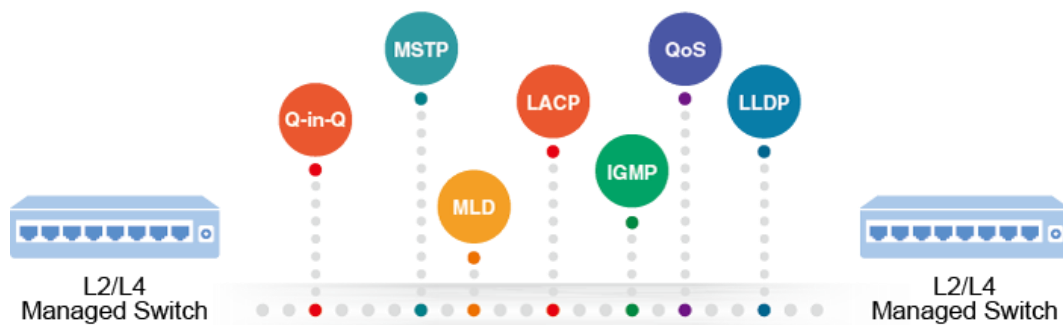 MSTP
QoS
Q-in-Q
LACP
LLDP
IGMP
MLD
L2/L4
Managed Switch
L2/L4
Managed Switch